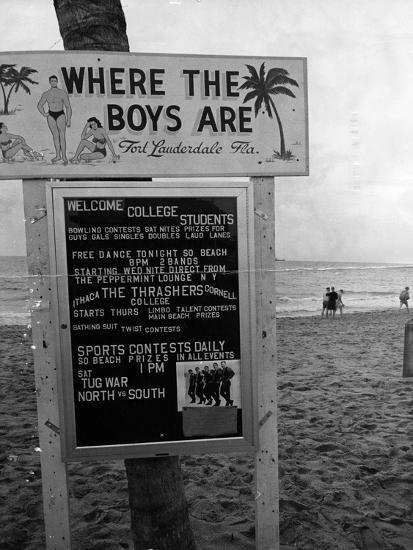 WHERE THE
BOYS ARE
Fort Lauderdale Fla.
WELCOME COLLEGE STUDENTS
BOWLING CONTESTS SAT NITES PRIZES FOR
GUYS GALS SINGLES DOUBLES LAUD LANES
FREE DANCE TONIGHT SO BEACH
8PM 2 BANDS
STARTING WED NITE DIRECT FROM
THE PEPPERMINT LOUNGE N Y
ITHACA THE THRASHERS CORNELL
COLLEGE
STARTS THURS LIMBO TALENT CONTESTS
MAIN BEACH PRIZES
BATHING SUIT TWIST CONTESTS
SPORTS CONTESTS DAILY
SO BEACH PRIZES IN ALL EVENTS
SAT 1 PM
TUG WAR
NORTH VS SOUTH